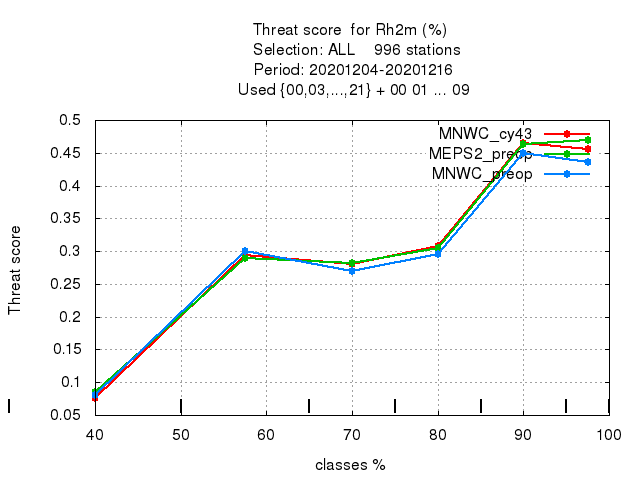 Threat score  for Rh2m (%)
Selection: ALL    996 stations
Period: 20201204-20201216
Used {00,03,...,21} + 00 01 ... 09
MNWC_cy43
MEPS2_preop
MNWC_preop
Threat score
0.5
0.45
0.4
0.35
0.3
0.25
0.2
0.15
0.1
0.05
40 50 60 70 80 90 100
classes %